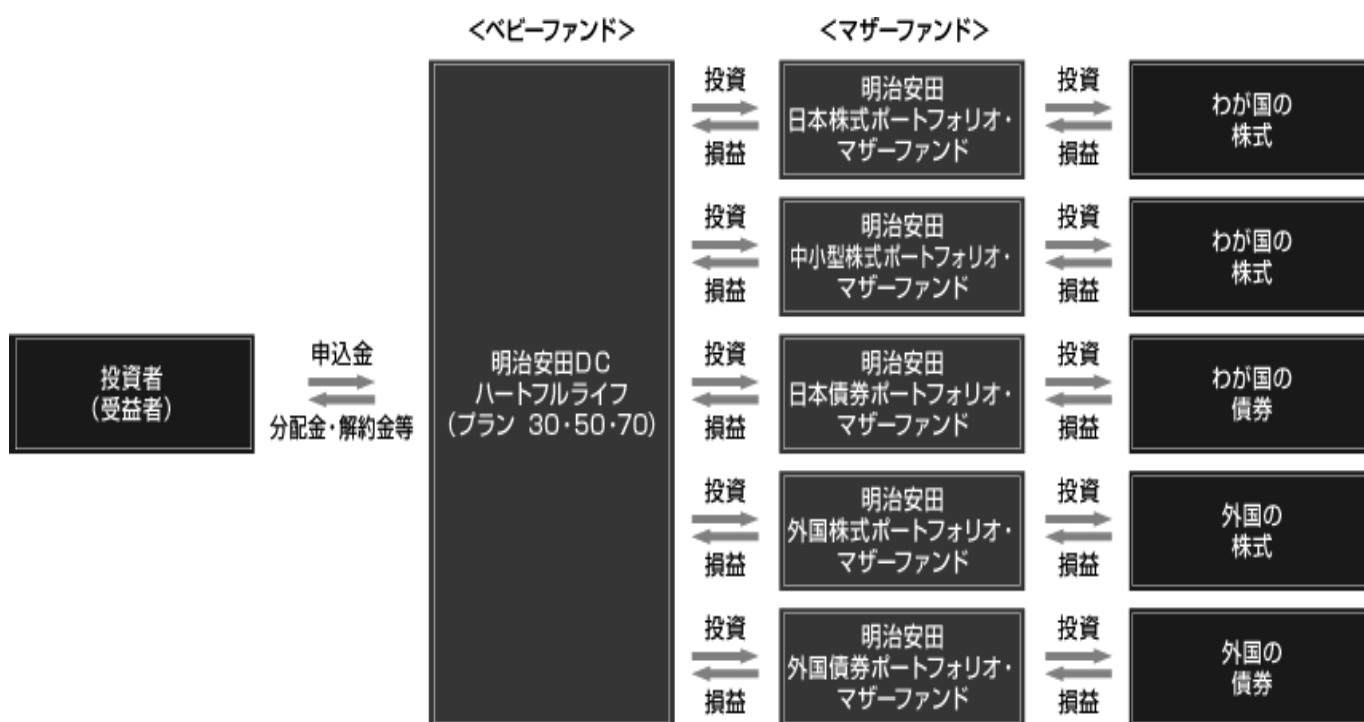 <ベビーファンド>
<マザーファンド>
投資者
(受益者)
申込金
分配金・解約金等
明治安田DC
ハートフルライフ
(プラン 30・50・70)
投資
損益
明治安田
日本株式ポートフォリオ・
マザーファンド
投資
損益
わが国の
株式
投資
損益
明治安田
中小型株式ポートフォリオ・
マザーファンド
投資
損益
わが国の
株式
投資
損益
明治安田
日本債券ポートフォリオ・
マザーファンド
投資
損益
わが国の
債券
投資
損益
明治安田
外国株式ポートフォリオ・
マザーファンド
投資
損益
外国の
株式
投資
損益
明治安田
外国債券ポートフォリオ・
マザーファンド
投資
損益
外国の
債券